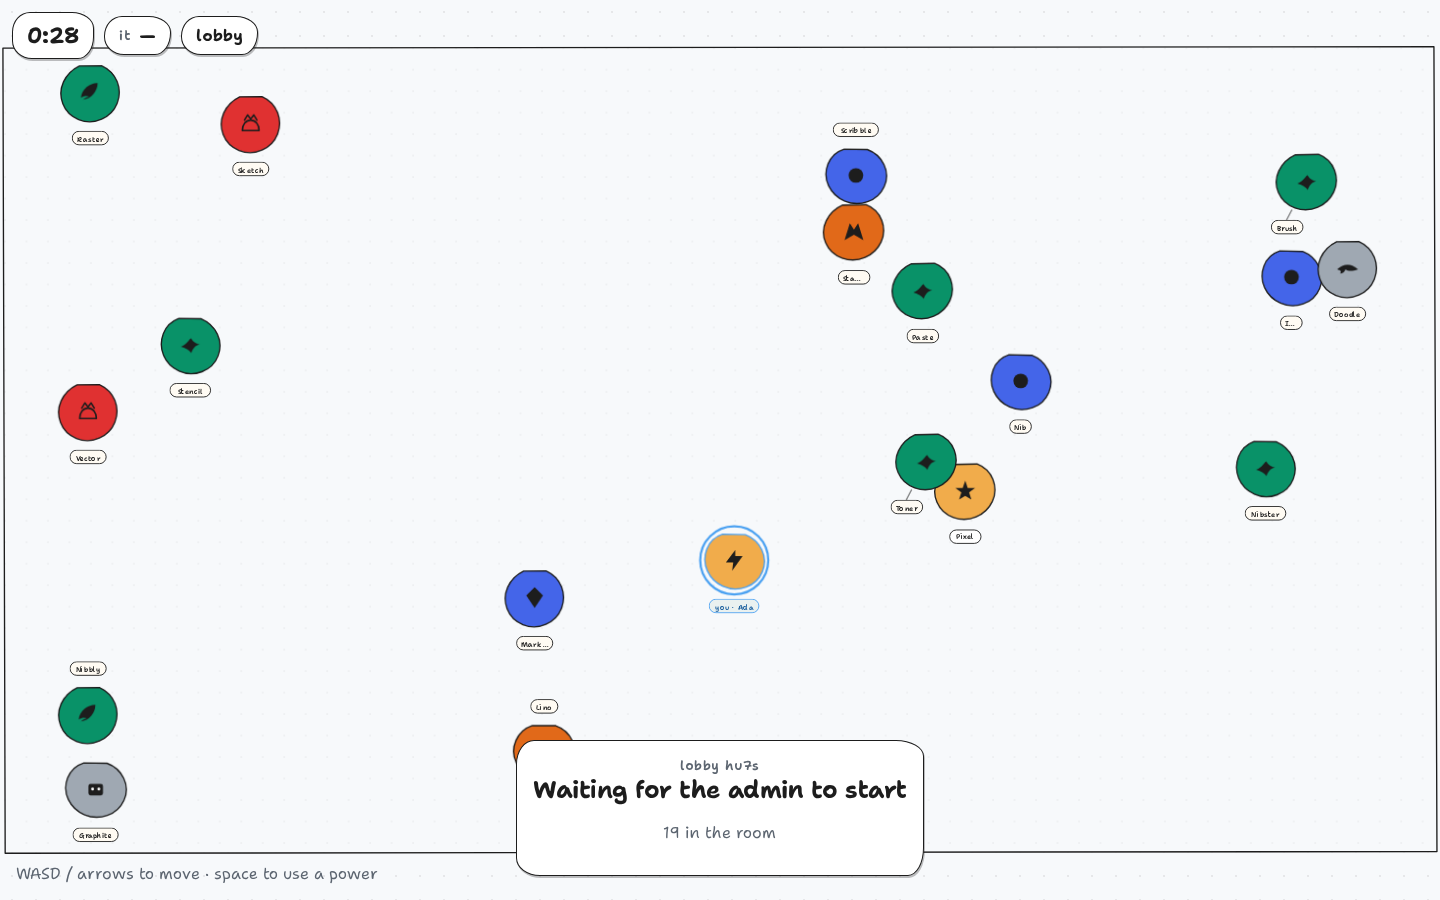 0:28
it —
lobby
Raster
Sketch
Scribble
Sta...
Brush
I...
Doodle
Paste
Stencil
Nib
Vector
Toner
Nibster
Pixel
you · Ada
Mark...
Nibbly
Lino
Graphite
lobby hu7s
Waiting for the admin to start
19 in the room
WASD / arrows to move · space to use a power